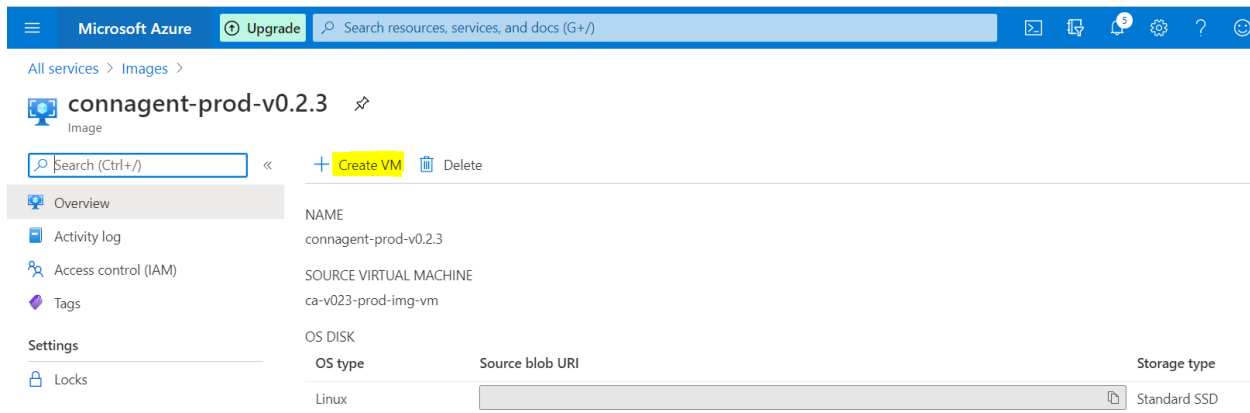 Microsoft Azure
Upgrade
Search resources, services, and docs (G+/)
5
All services > Images >
connagent-prod-v0.2.3
Image
Search (Ctrl+/)
«
+ Create VM
Delete
Overview
Activity log
Access control (IAM)
Tags
Settings
Locks
NAME
connagent-prod-v0.2.3
SOURCE VIRTUAL MACHINE
ca-v023-prod-img-vm
OS DISK
OS type Source blob URI Storage type
Linux Standard SSD